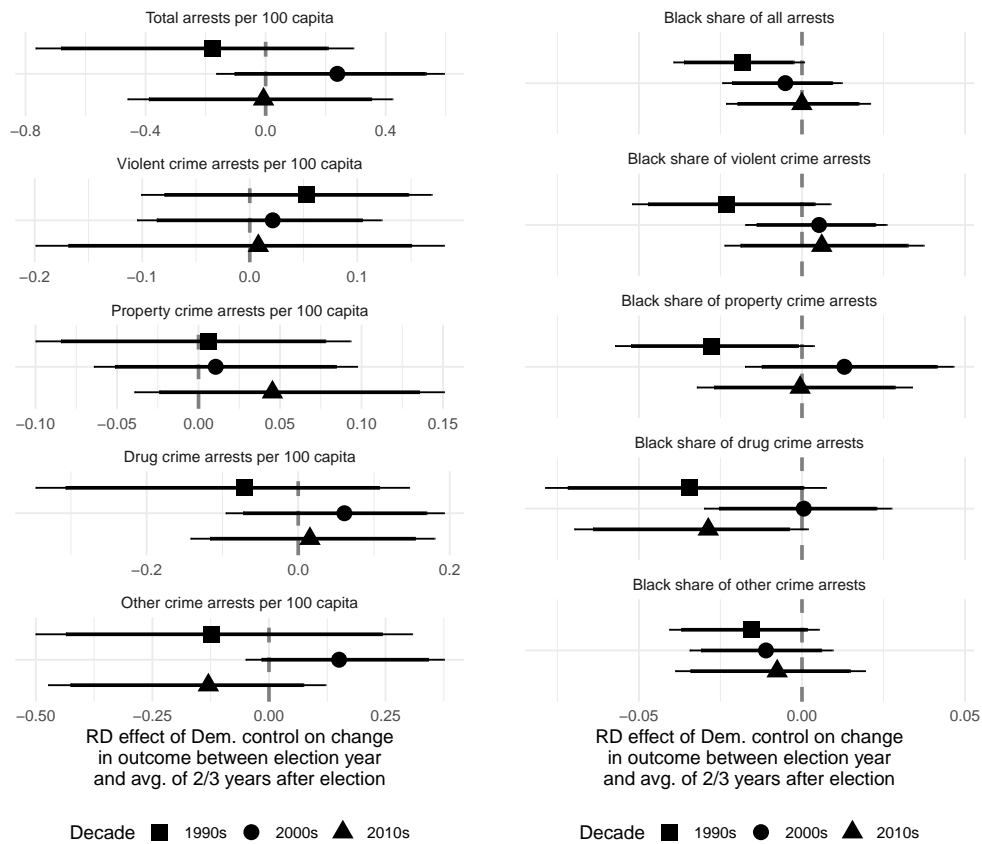 Total arrests per 100 capita
−0.8 −0.4 0.0 0.4
Violent crime arrests per 100 capita
−0.2 −0.1 0.0 0.1
Property crime arrests per 100 capita
−0.10 −0.05 0.00 0.05 0.10 0.15
Drug crime arrests per 100 capita
−0.2 0.0 0.2
Other crime arrests per 100 capita
−0.50 −0.25 0.00 0.25
RD effect of Dem. control on change
in outcome between election year
and avg. of 2/3 years after election
Decade 1990s 2000s 2010s
Black share of all arrests
Black share of violent crime arrests
Black share of property crime arrests
Black share of drug crime arrests
Black share of other crime arrests
−0.05 0.00 0.05
RD effect of Dem. control on change
in outcome between election year
and avg. of 2/3 years after election
Decade 1990s 2000s 2010s